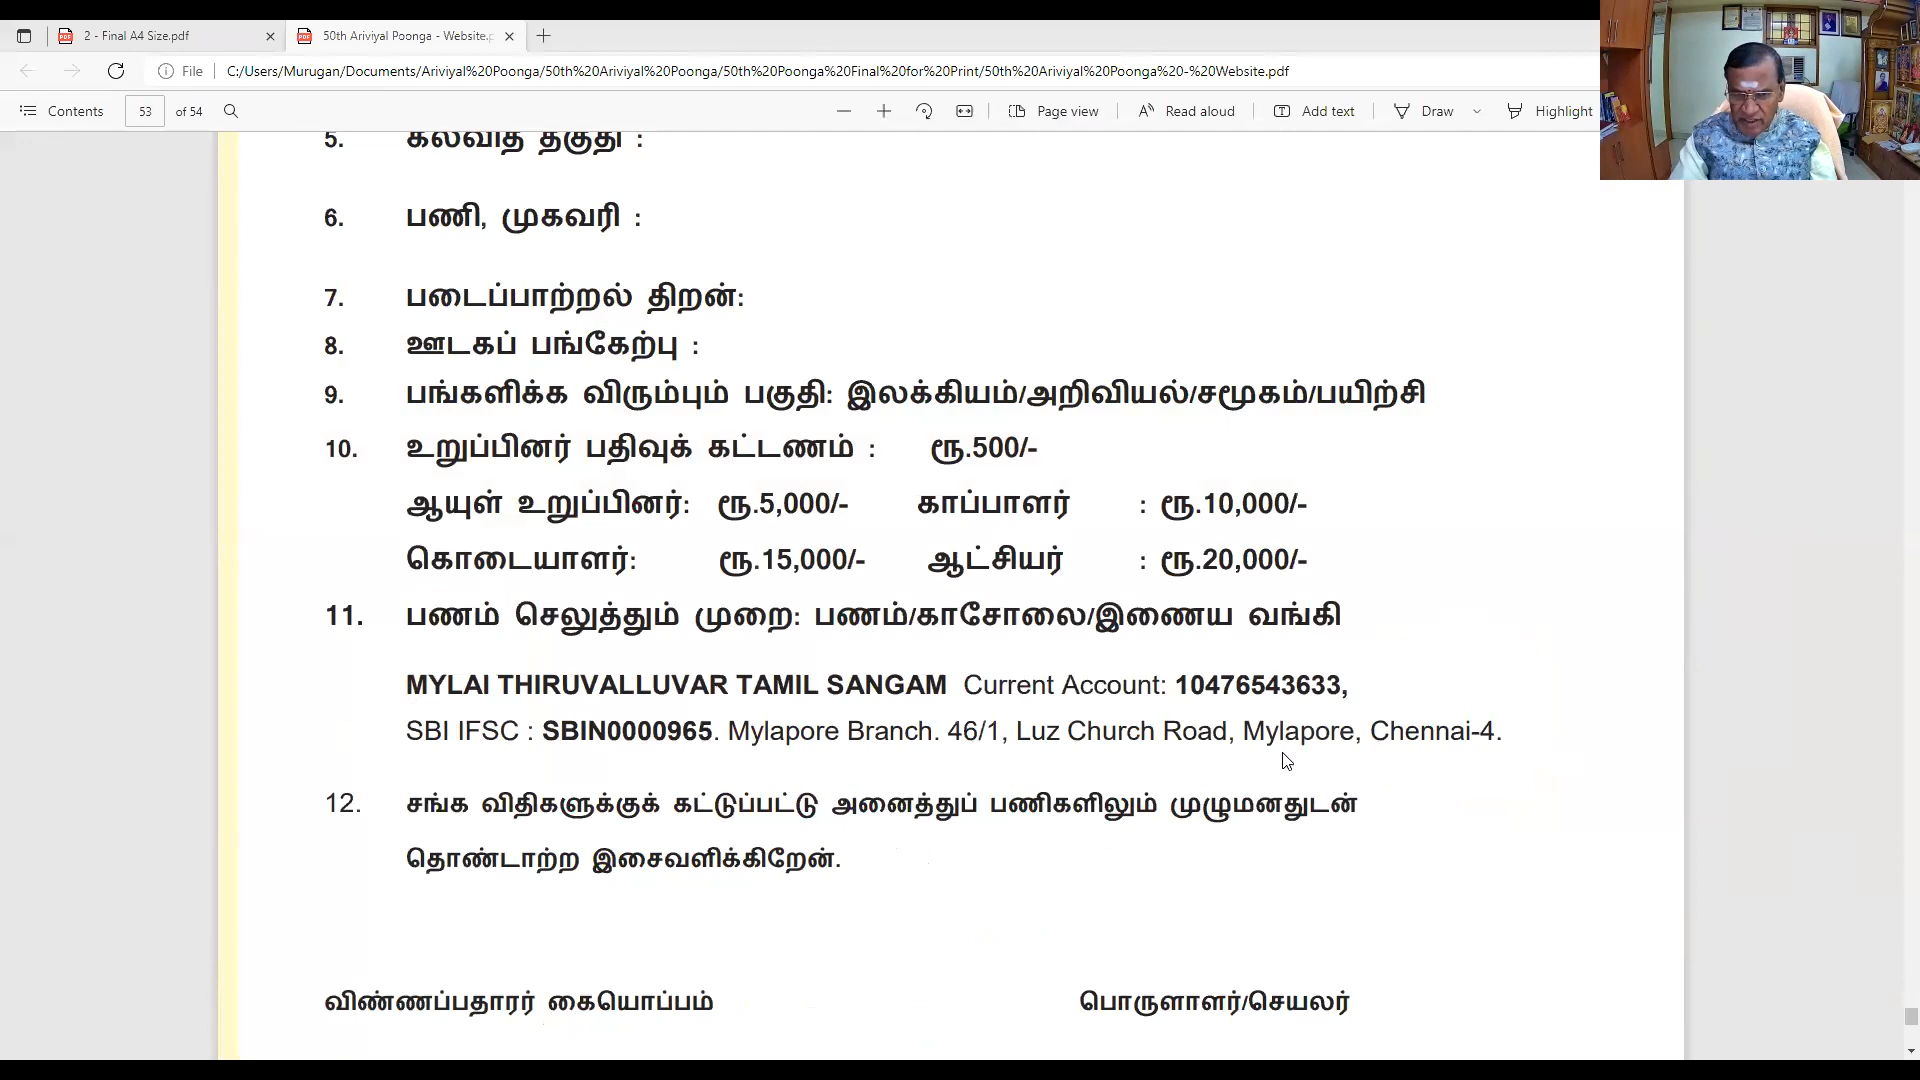 2 - Final A4 Size.pdf
50th Ariviyal Poonga - Website.p
File
C:/Users/Murugan/Documents/Ariviyal%20Poonga/50th%20Ariviyal%20Poonga/50th%20Poonga%20Final%20for%20Print/50th%20Ariviyal%20Poonga%20-%20Website.pdf
Contents 53 of 54 Page view Read aloud Add text Draw Highlight
5. கல்வித் தகுதி :
6. பணி, முகவரி :
7. படைப்பாற்றல் திறன்:
8. ஊடகப் பங்கேற்பு :
9. பங்களிக்க விரும்பும் பகுதி: இலக்கியம்/அறிவியல்/சமூகம்/பயிற்சி
10. உறுப்பினர் பதிவுக் கட்டணம் : ரூ.500/-
ஆயுள் உறுப்பினர்: ரூ.5,000/- காப்பாளர் : ரூ.10,000/-
கொடையாளர்: ரூ.15,000/- ஆட்சியர் : ரூ.20,000/-
11. பணம் செலுத்தும் முறை: பணம்/காசோலை/இணைய வங்கி
MYLAI THIRUVALLUVAR TAMIL SANGAM Current Account: 10476543633,
SBI IFSC : SBIN0000965. Mylapore Branch. 46/1, Luz Church Road, Mylapore, Chennai-4.
12. சங்க விதிகளுக்குக் கட்டுப்பட்டு அனைத்துப் பணிகளிலும் முழுமனதுடன்
தொண்டாற்ற இசைவளிக்கிறேன்.
விண்ணப்பதாரர் கையொப்பம் பொருளாளர்/செயலர்